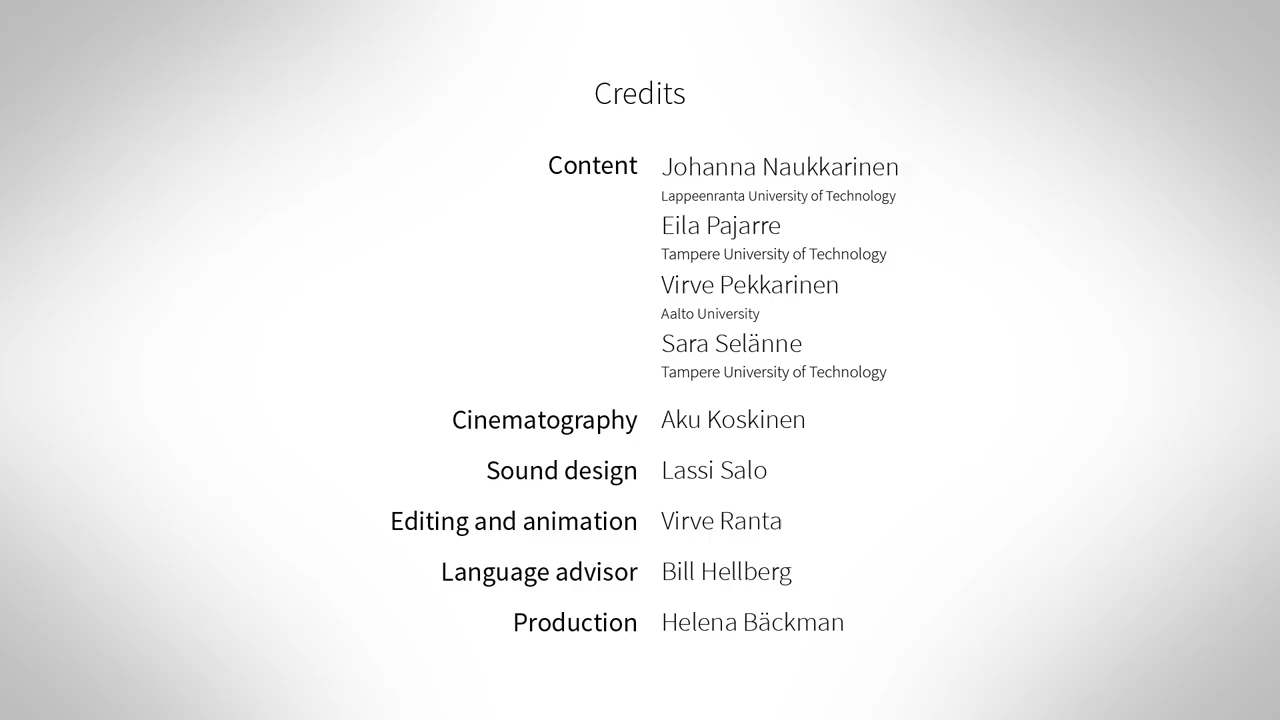 Credits
Content Johanna Naukkarinen
Lappeenranta University of Technology
Eila Pajarre
Tampere University of Technology
Virve Pekkarinen
Aalto University
Sara Selänne
Tampere University of Technology
Cinematography Aku Koskinen
Sound design Lassi Salo
Editing and animation Virve Ranta
Language advisor Bill Hellberg
Production Helena Bäckman